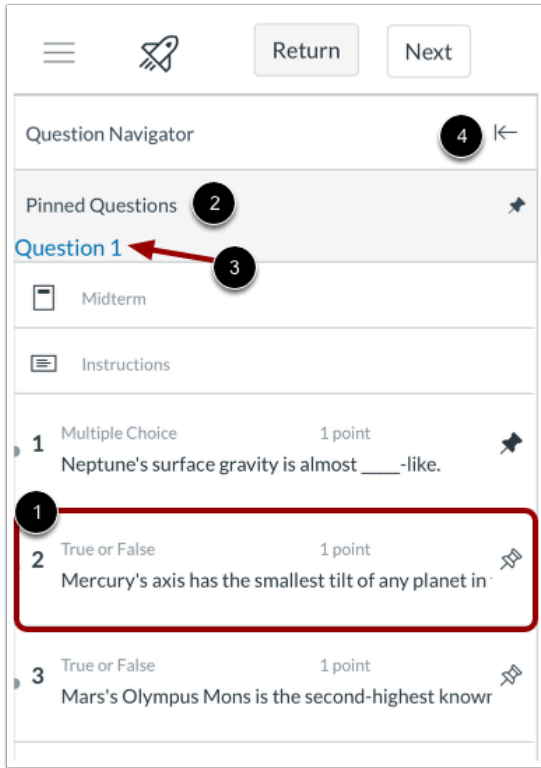 Return Next
Question Navigator 4
Pinned Questions 2
Question 1
3
Midterm
Instructions
Multiple Choice 1 point
1
Neptune's surface gravity is almost ____-like.
1
True or False 1 point
2
Mercury's axis has the smallest tilt of any planet in
True or False 1 point
3
Mars's Olympus Mons is the second-highest known